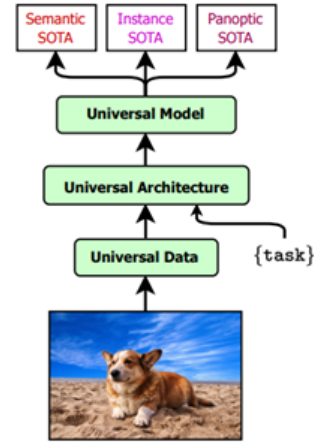 Semantic
SOTA
Instance
SOTA
Panoptic
SOTA
Universal Model
Universal Architecture
Universal Data
{task}